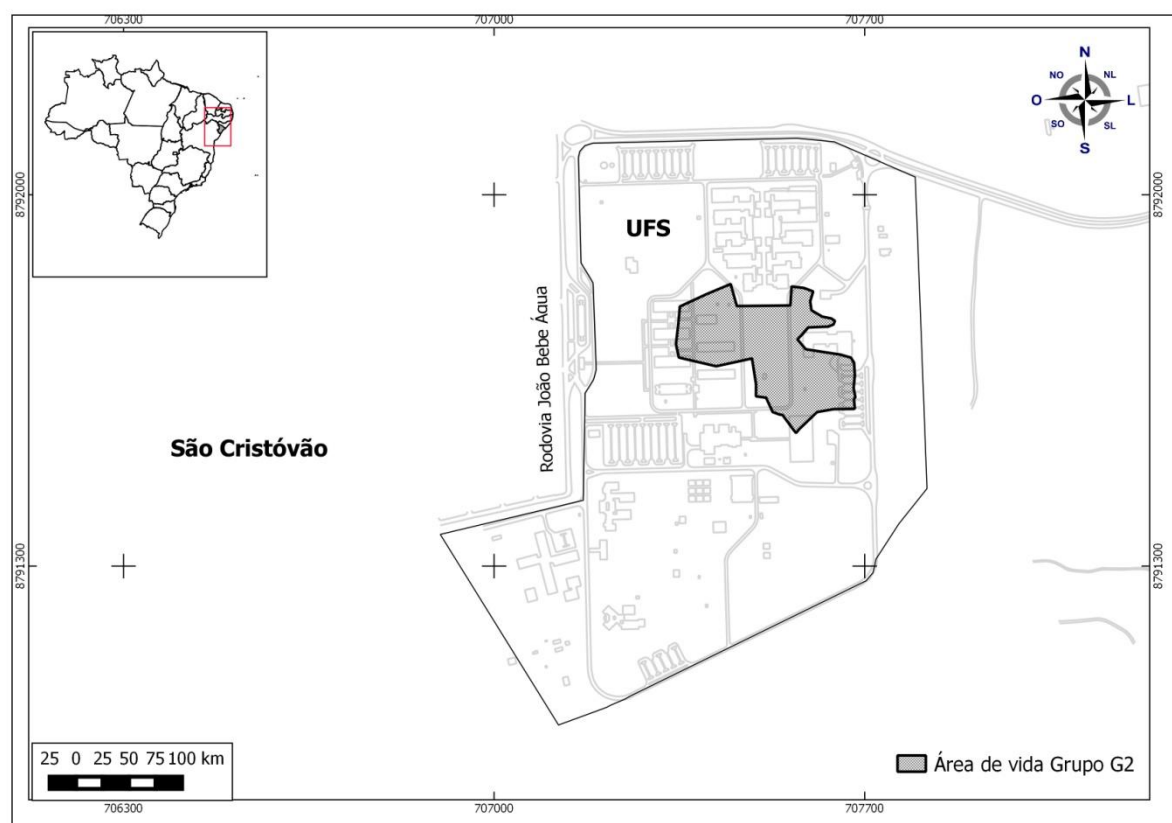 706300
707000
707700
N
NO
NL
O
L
SO
SL
S
8792000
8792000
UFS
Rodovia João Bebe Água
São Cristóvão
8791300
8791300
25 0 25 50 75 100 km
Área de vida Grupo G2
706300
707000
707700